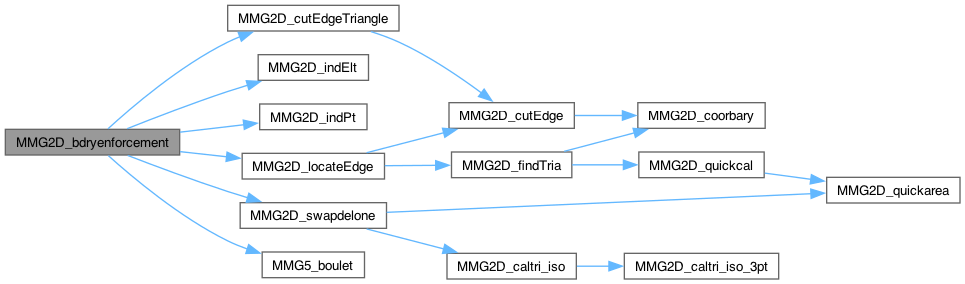 MMG2D_cutEdgeTriangle
MMG2D_indElt
MMG2D_indPt
MMG2D_cutEdge
MMG2D_coorbary
MMG2D_bdryenforcement
MMG2D_locateEdge
MMG2D_findTria
MMG2D_quickcal
MMG2D_quickarea
MMG2D_swapdelone
MMG5_boulet
MMG2D_caltri_iso
MMG2D_caltri_iso_3pt